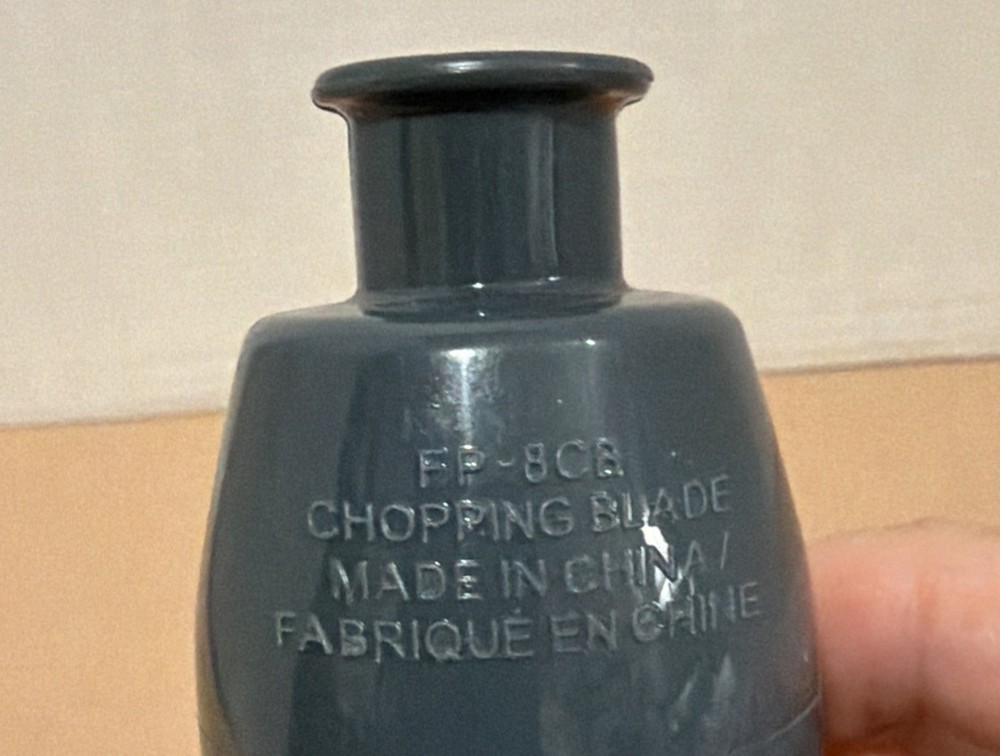 FP-8CB
CHOPPING BLADE
MADE IN CHINA/
FABRIQUÉ EN CHINE